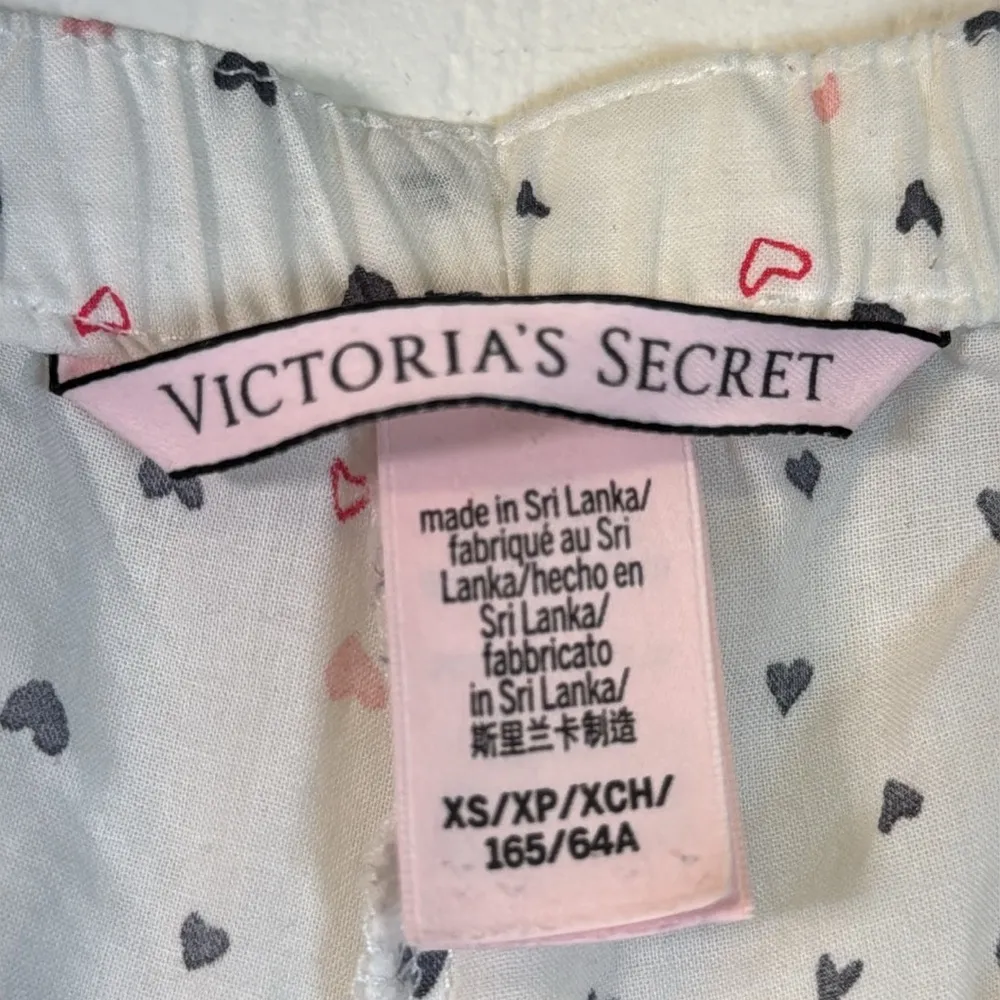 VICTORIA'S SECRET
made in Sri Lanka/
fabriqué au Sri
Lanka/hecho en
Sri Lanka/
fabbricato
in Sri Lanka/
斯里兰卡制造
XS/XP/XCH/
165/64A